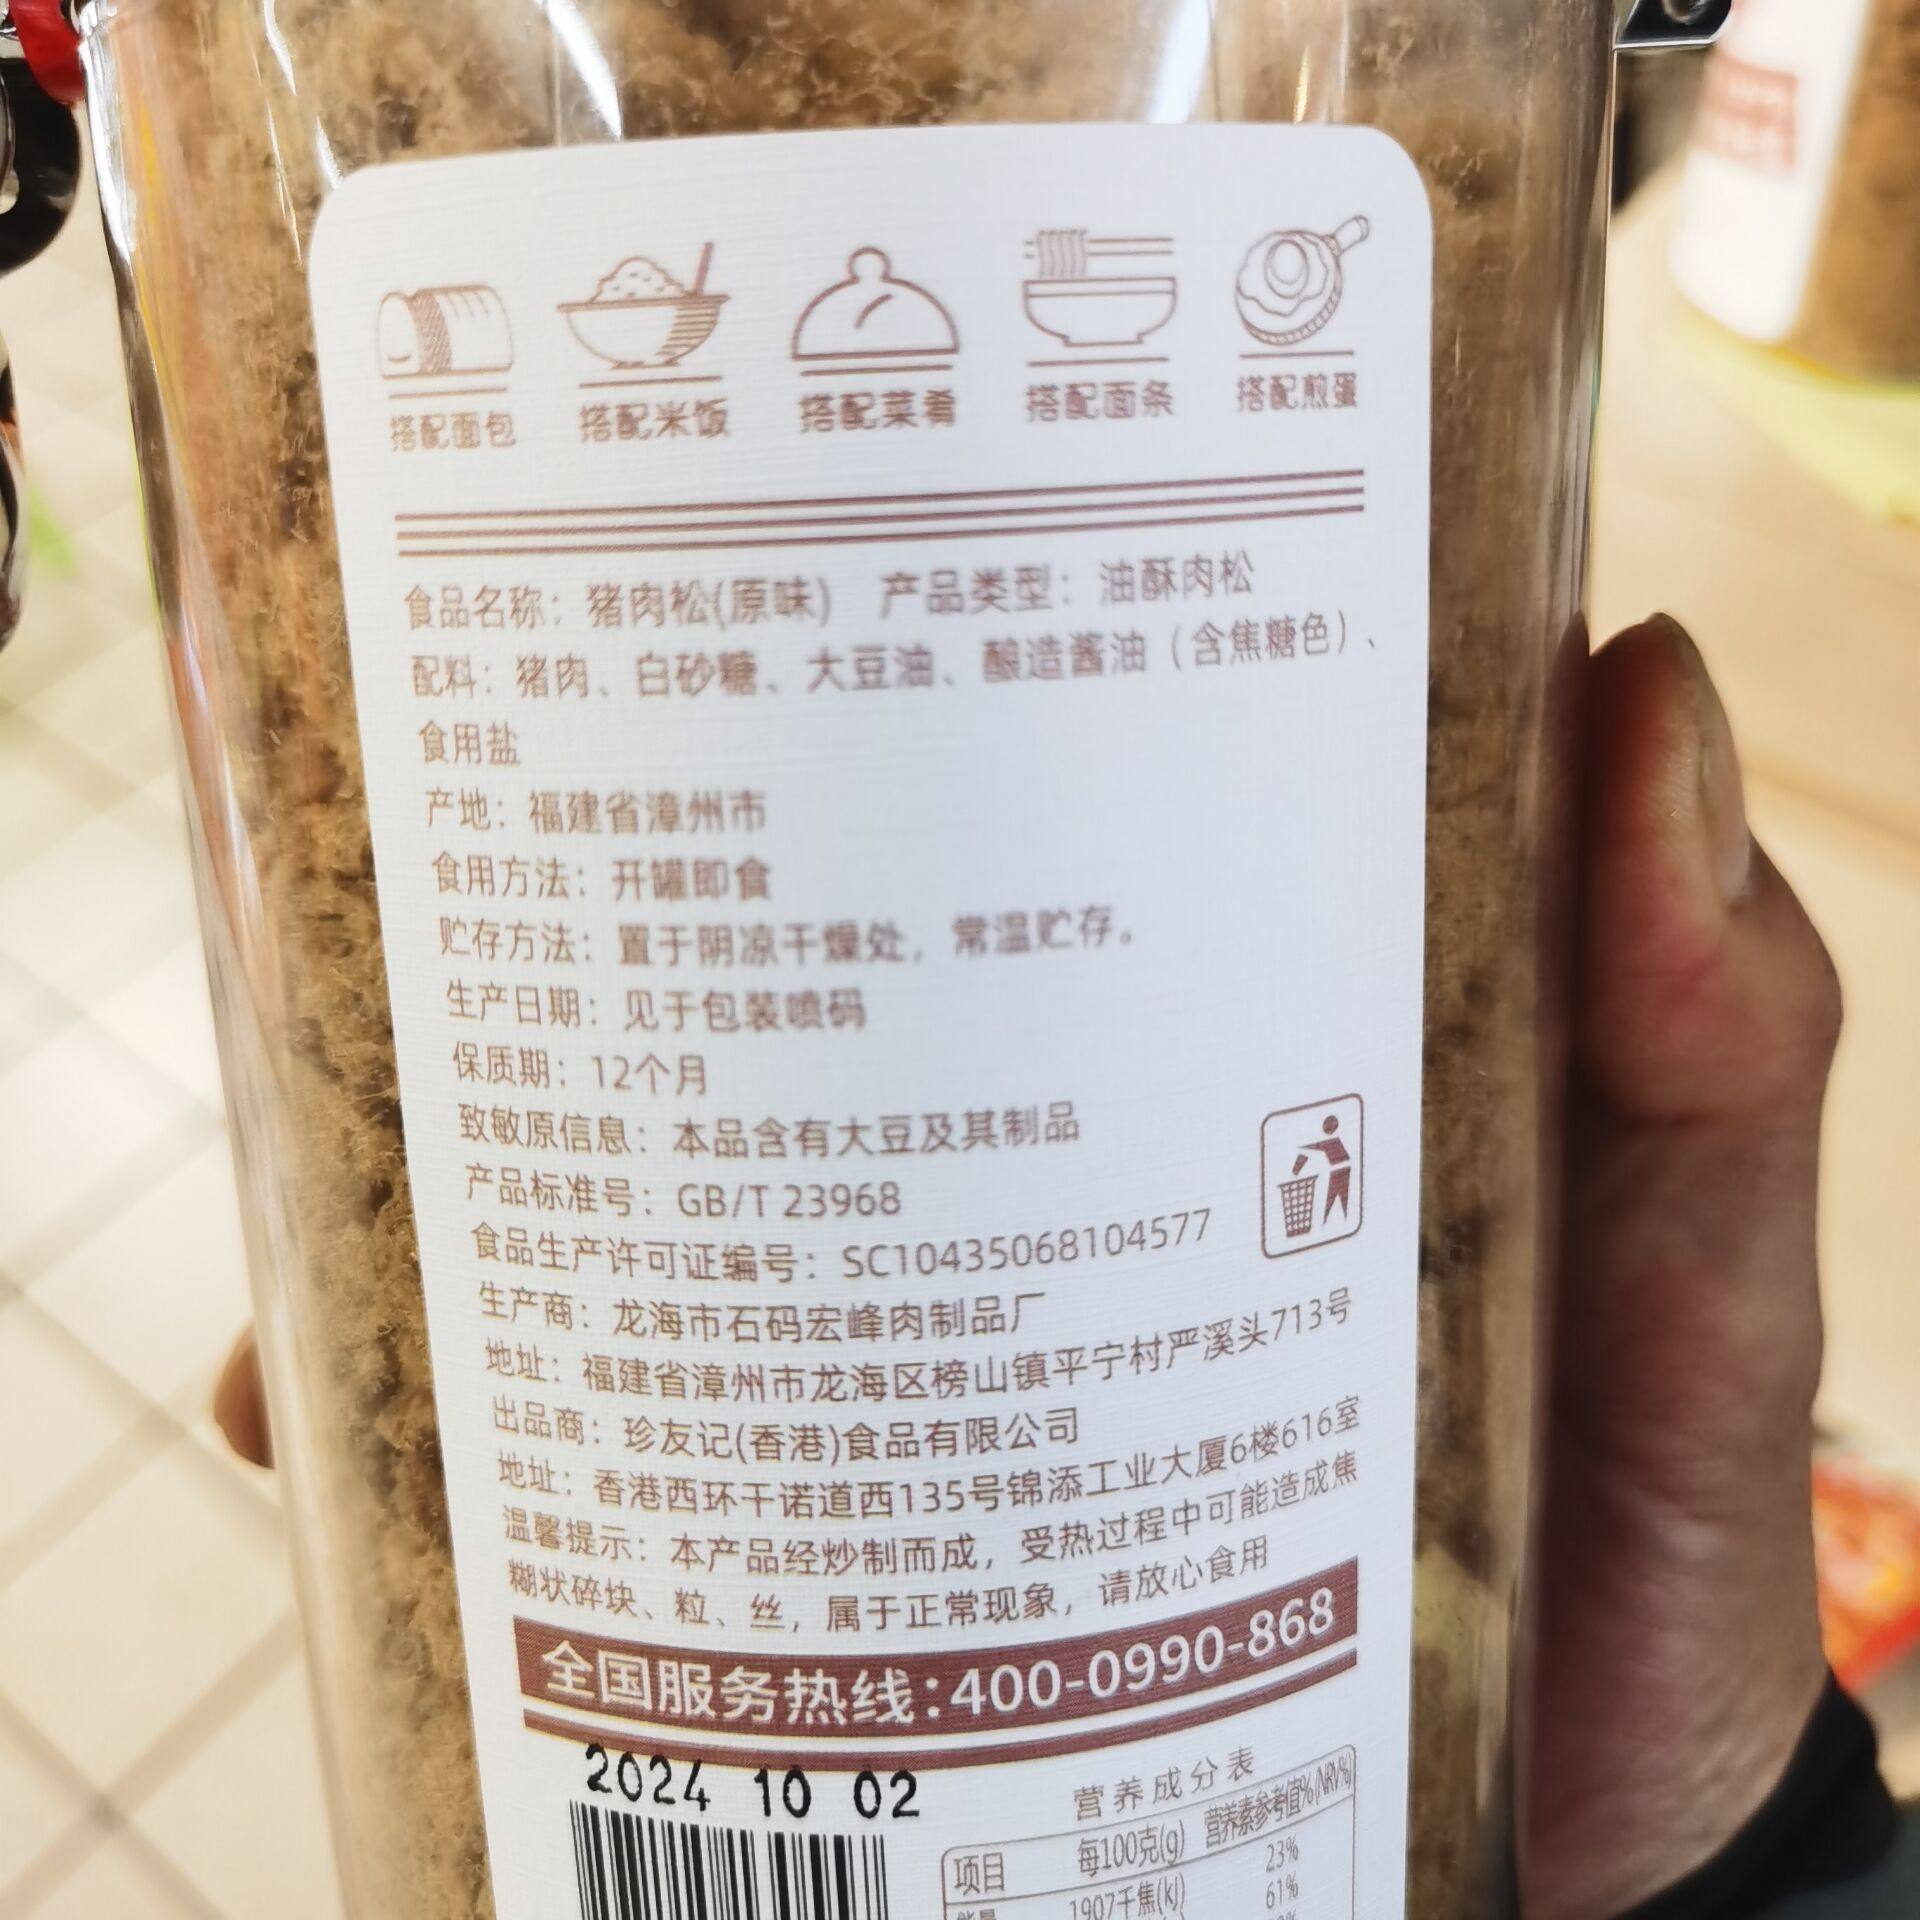 搭配面包 搭配米饭 搭配菜肴 搭配面条 搭配煎蛋
食品名称：猪肉松(原味) 产品类型：油酥肉松
配料：猪肉、白砂糖、大豆油、酿造酱油（含焦糖色）、
食用盐
产地：福建省漳州市
食用方法：开罐即食
贮存方法：置于阴凉干燥处，常温贮存。
生产日期：见于包装喷码
保质期：12个月
致敏原信息：本品含有大豆及其制品
产品标准号：GB/T 23968
食品生产许可证编号：SC10435068104577
生产商：龙海市石码宏峰肉制品厂
地址：福建省漳州市龙海区榜山镇平宁村严溪头713号
出品商：珍友记(香港)食品有限公司
地址：香港西环干诺道西135号锦添工业大厦6楼616室
温馨提示：本产品经炒制而成，受热过程中可能造成焦
糊状碎块、粒、丝，属于正常现象，请放心食用
全国服务热线:400-0990-868
2024 10 02
营养成分表
项目 每100克(g) 营养素参考值%(NRV%)
1907千焦(kJ) 23%
61%